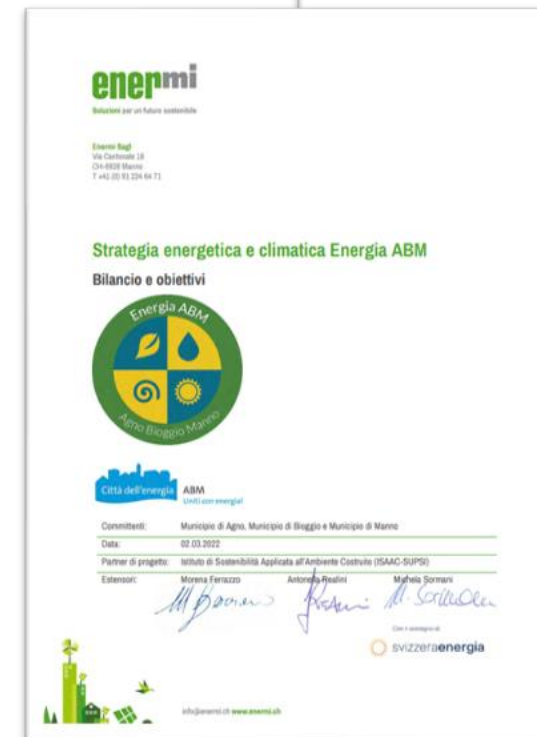 enermi
Soluzioni per un futuro sostenibile
Enermi Sagl
Via Cantonale 18
CH-6928 Manno
T +41 (0) 91 224 64 71
Strategia energetica e climatica Energia ABM
Bilancio e obiettivi
Energia ABM
Agno Bioggio Manno
Città dell'energia
ABM
Uniti con energia!
Committenti: Municipio di Agno, Municipio di Bioggio e Municipio di Manno
Data: 02.03.2022
Partner di progetto: Istituto di Sostenibilità Applicata all'Ambiente Costruito (ISAAC-SUPSI)
Estensori: Morena Ferrazzo Antonella Realini Michela Sormani
Con il sostegno di
svizzeraenergia
info@enermi.ch www.enermi.ch